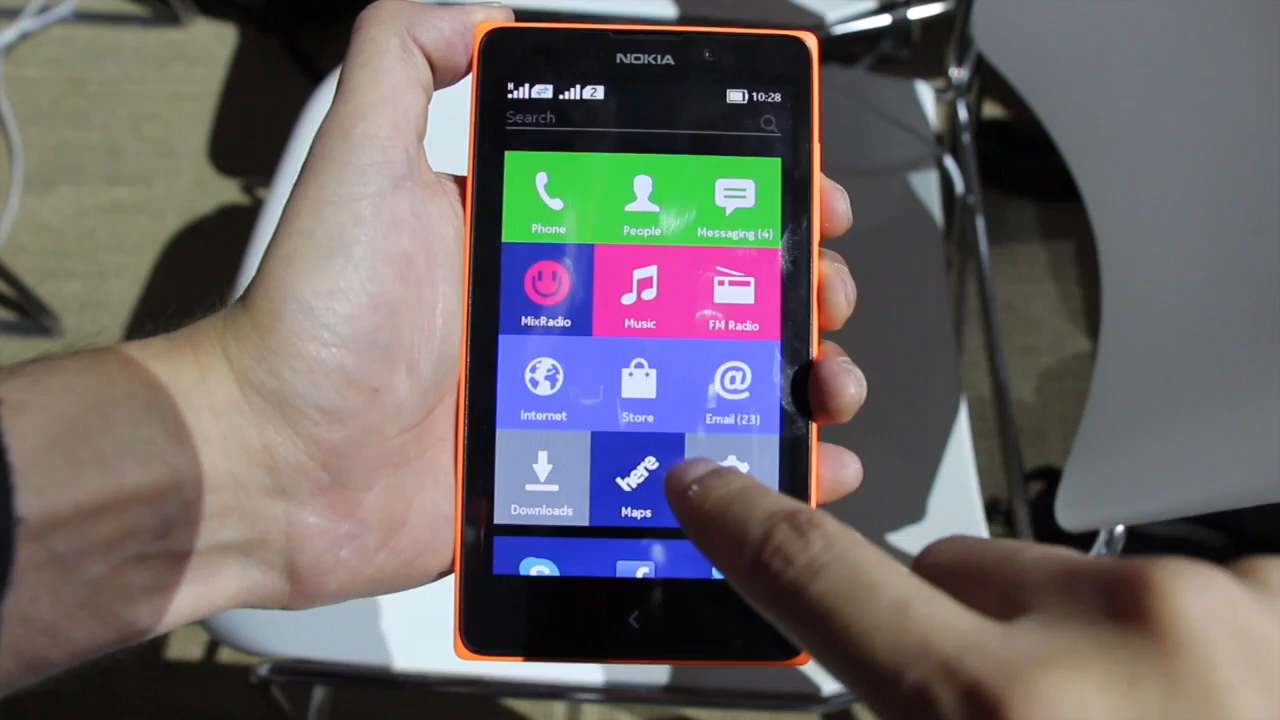 NOKIA
H 2 10:28
Search
Phone People Messaging (4)
MixRadio Music FM Radio
Internet Store Email (23)
@
here
Downloads Maps